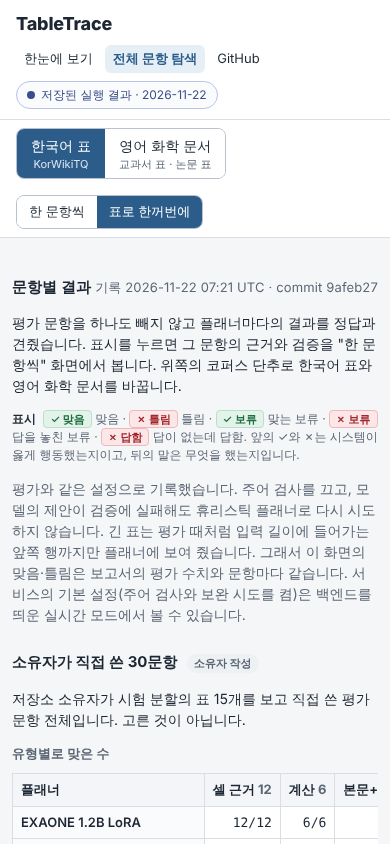 TableTrace
한눈에 보기 전체 문항 탐색 GitHub
저장된 실행 결과 · 2026-11-22
한국어 표 영어 화학 문서
KorWikiTQ 교과서 표 · 논문 표
한 문항씩 표로 한꺼번에
문항별 결과 기록 2026-11-22 07:21 UTC · commit 9afeb27
평가 문항을 하나도 빼지 않고 플래너마다의 결과를 정답과
견줬습니다. 표시를 누르면 그 문항의 근거와 검증을 "한 문
항씩" 화면에서 봅니다. 위쪽의 코퍼스 단추로 한국어 표와
영어 화학 문서를 바꿉니다.
표시 ✓ 맞음 맞음 · × 틀림 틀림 · ✓ 보류 맞는 보류 · × 보류
답을 놓친 보류 · × 답함 답이 없는데 답함. 앞의 ✓와 ×는 시스템이
옳게 행동했는지이고, 뒤의 말은 무엇을 했는지입니다.
평가와 같은 설정으로 기록했습니다. 주어 검사를 끄고, 모
델의 제안이 검증에 실패해도 휴리스틱 플래너로 다시 시도
하지 않습니다. 긴 표는 평가 때처럼 입력 길이에 들어가는
앞쪽 행까지만 플래너에 보여 줬습니다. 그래서 이 화면의
맞음·틀림은 보고서의 평가 수치와 문항마다 같습니다. 서
비스의 기본 설정(주어 검사와 보완 시도를 켬)은 백엔드를
띄운 실시간 모드에서 볼 수 있습니다.
소유자가 직접 쓴 30문항 소유자 작성
저장소 소유자가 시험 분할의 표 15개를 보고 직접 쓴 평가
문항 전체입니다. 고른 것이 아닙니다.
유형별로 맞은 수
플래너 셀 근거 12 계산 6 본문+
EXAONE 1.2B LoRA 12/12 6/6